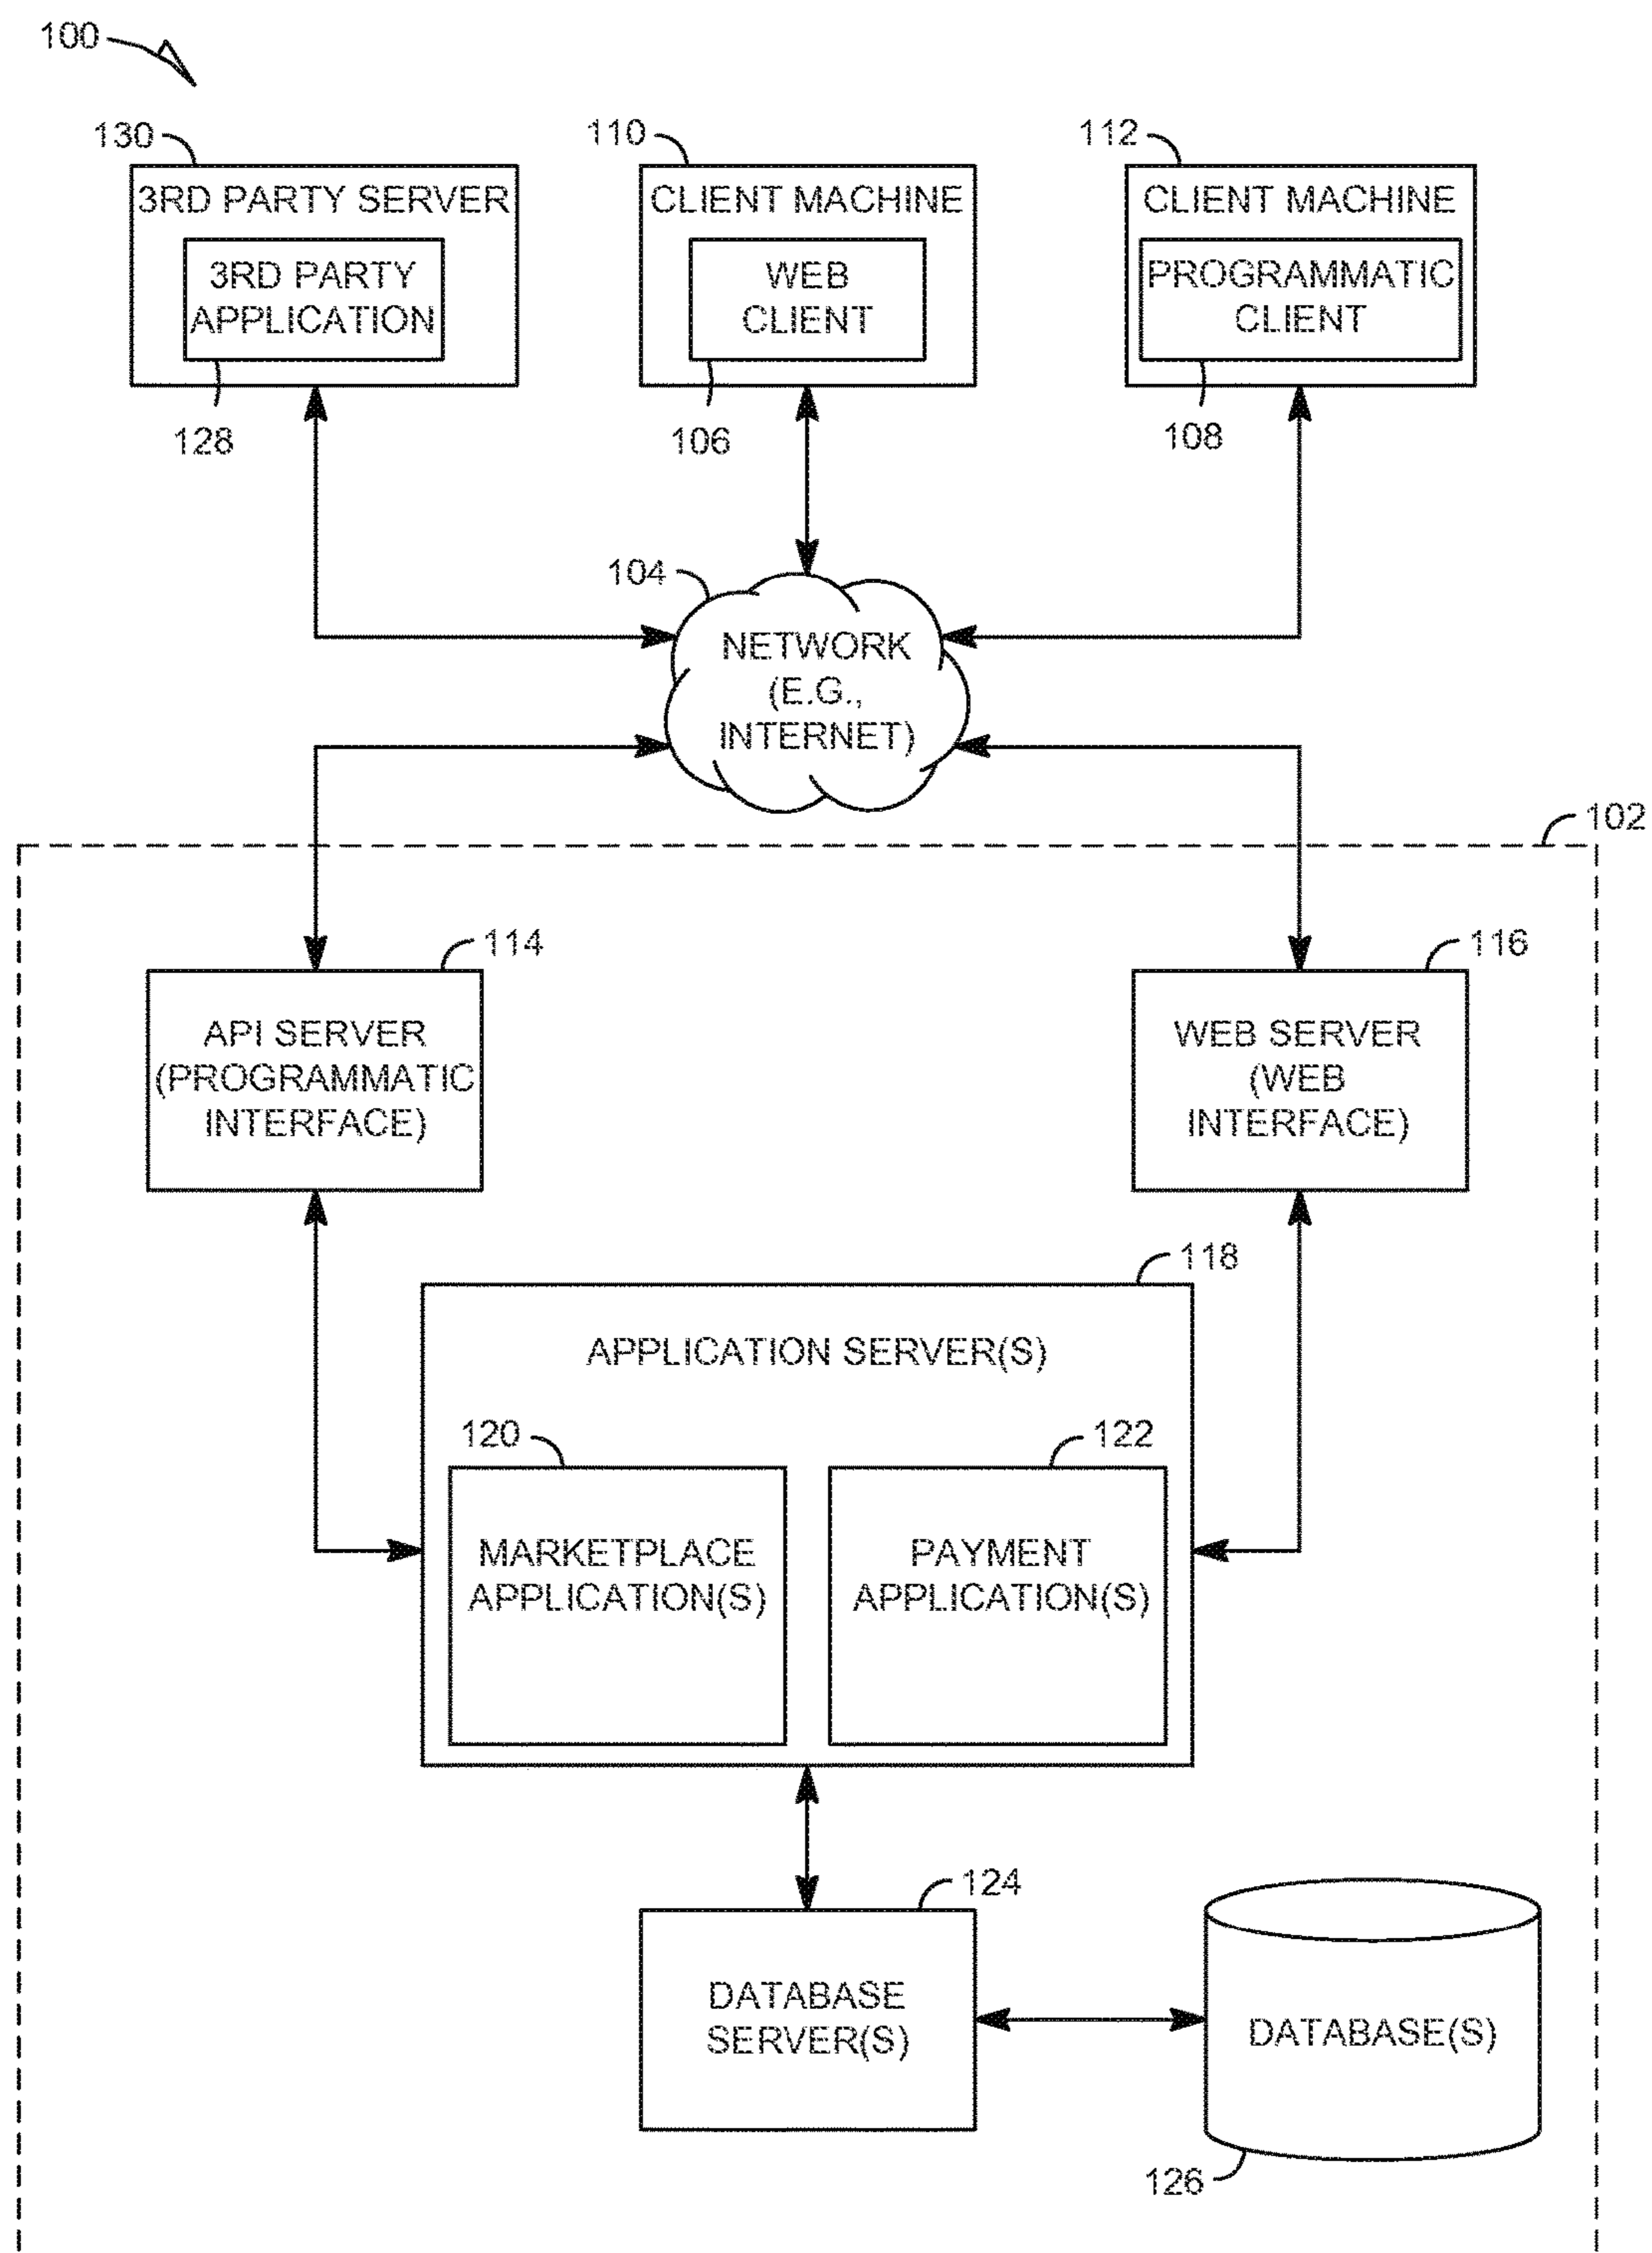 100
130
110
112
3RD PARTY SERVER
3RD PARTY
APPLICATION
128
CLIENT MACHINE
WEB
CLIENT
106
CLIENT MACHINE
PROGRAMMATIC
CLIENT
108
104
NETWORK
(E.G.,
INTERNET)
102
114
API SERVER
(PROGRAMMATIC
INTERFACE)
116
WEB SERVER
(WEB
INTERFACE)
118
APPLICATION SERVER(S)
120
MARKETPLACE
APPLICATION(S)
122
PAYMENT
APPLICATION(S)
124
DATABASE
SERVER(S)
DATABASE(S)
126